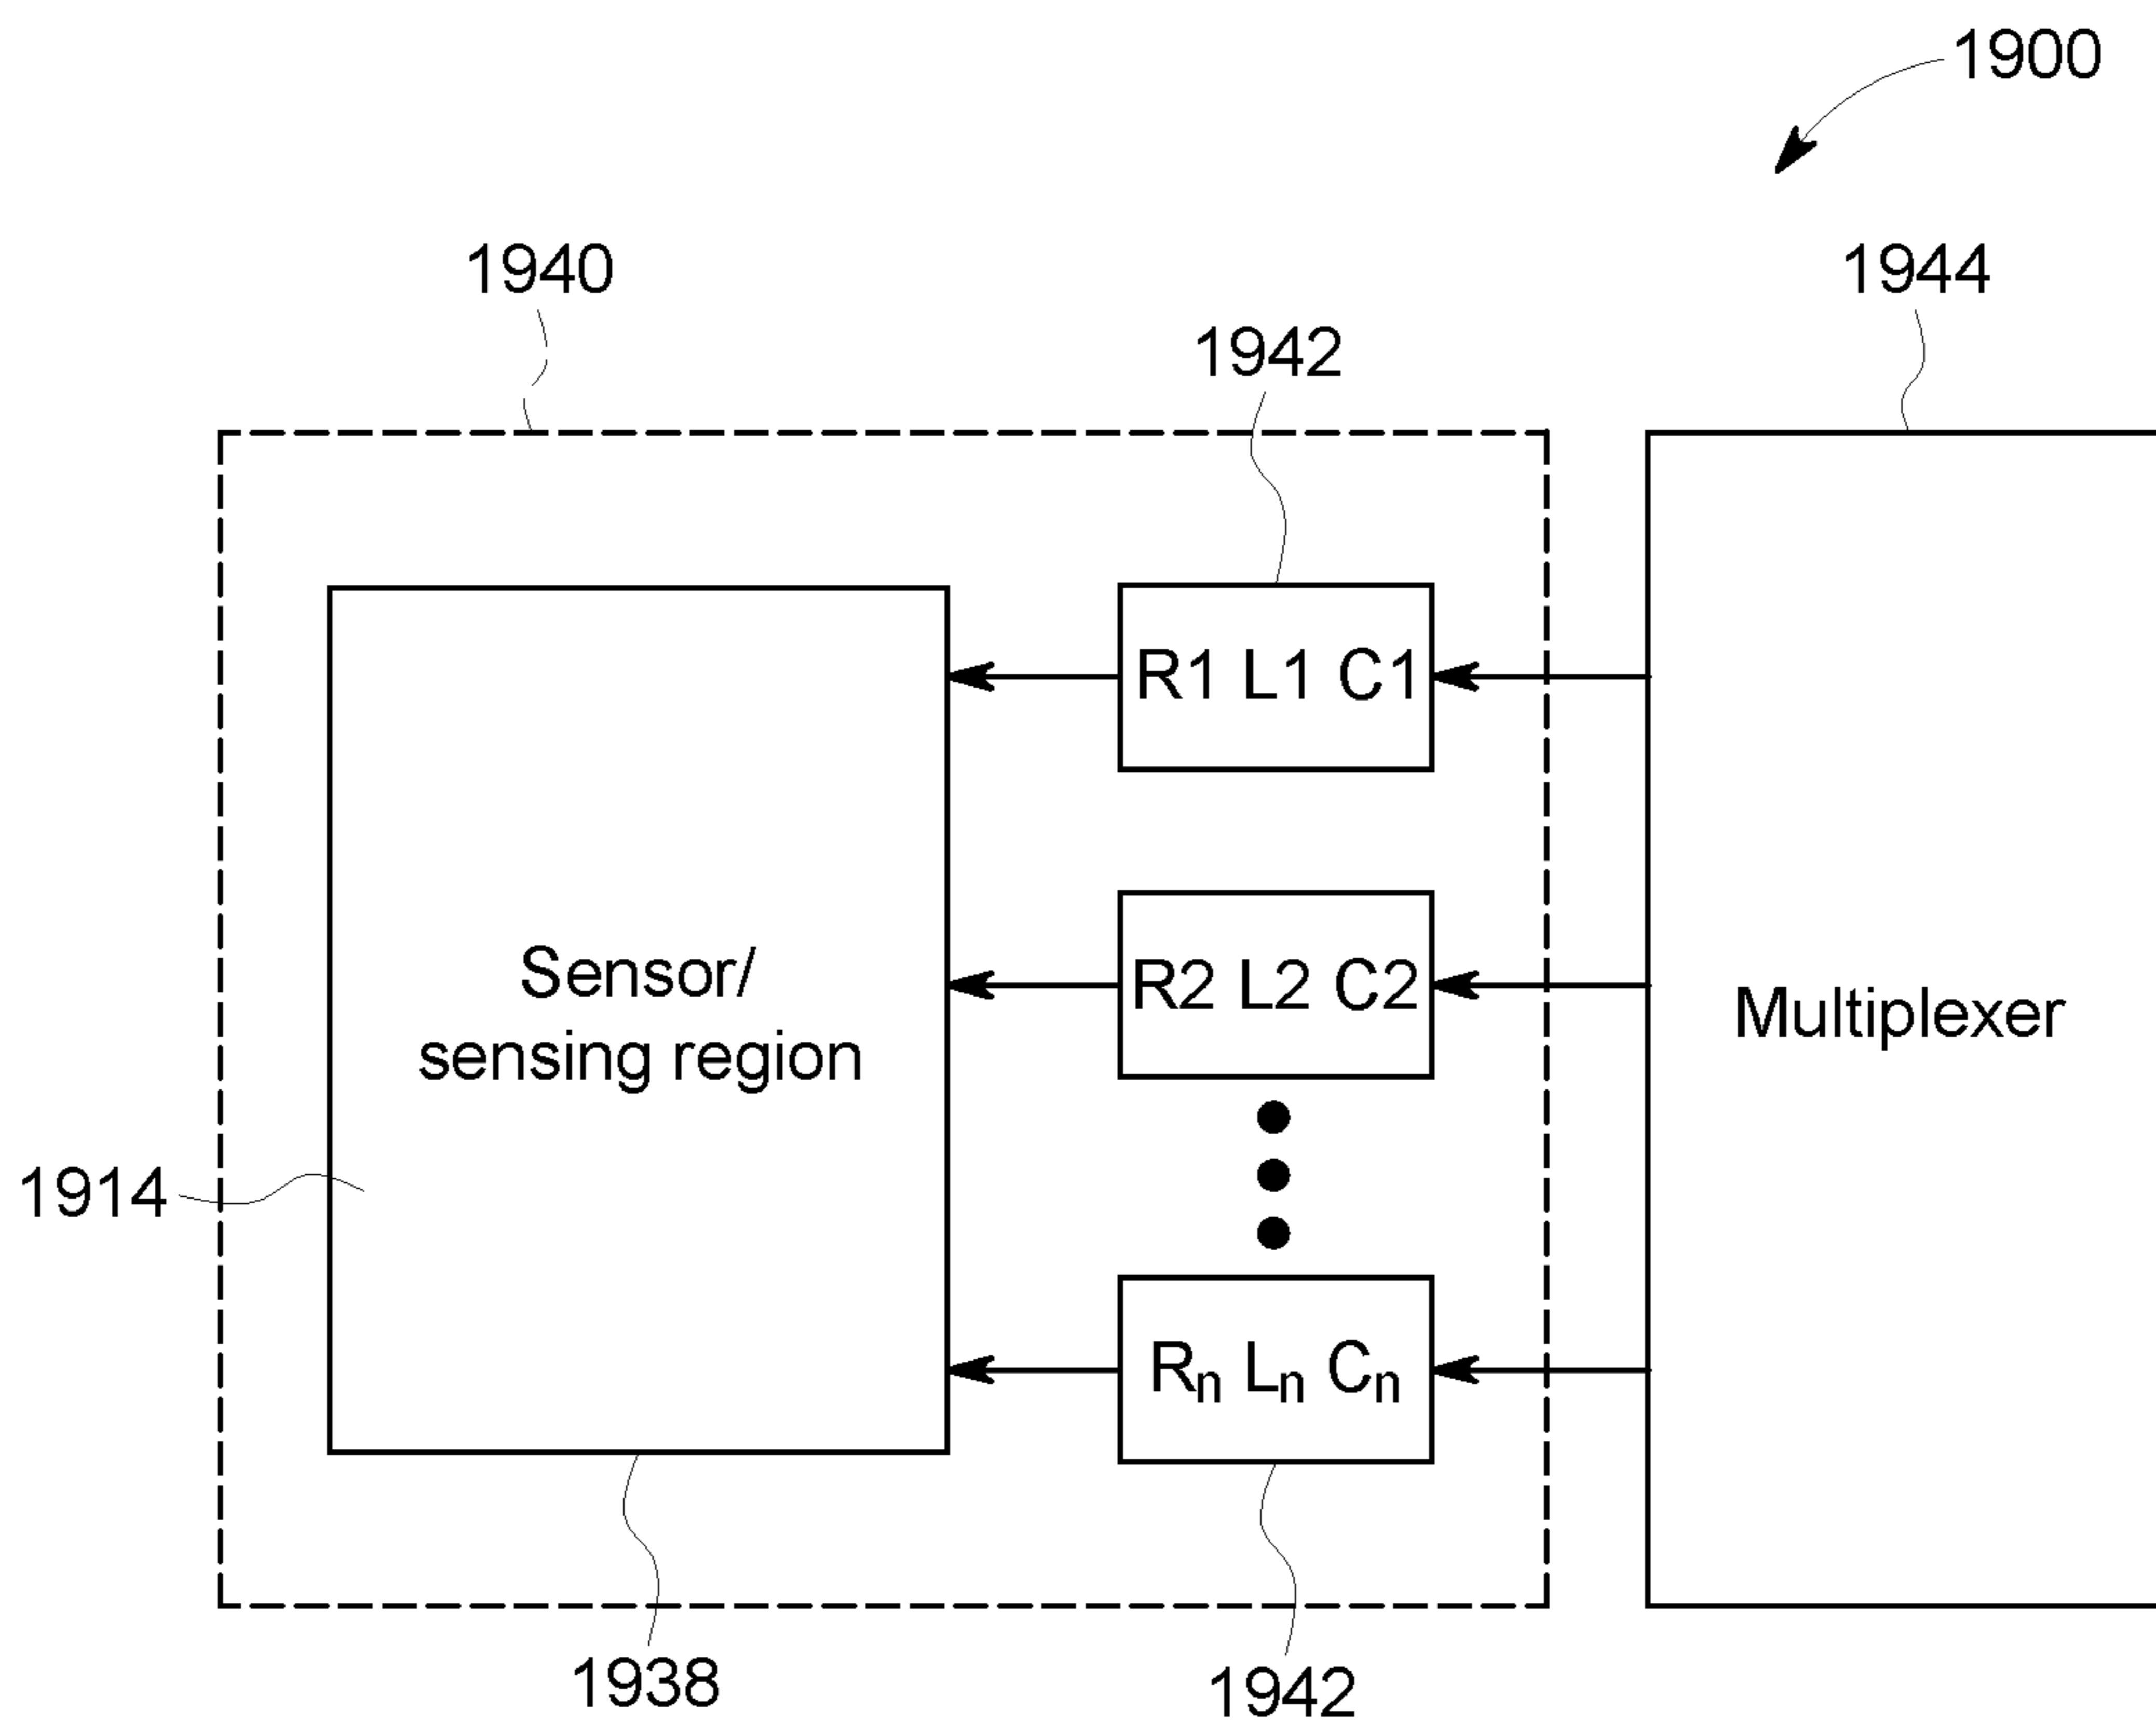 1900
1940
1944
1942
R1 L1 C1
Sensor/
sensing region
R2 L2 C2
Multiplexer
1914
Rn Ln Cn
1938
1942